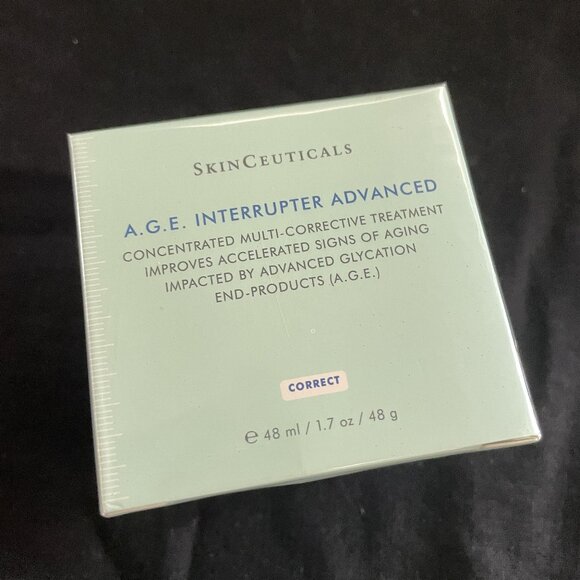 SKINCEUTICALS
A.G.E. INTERRUPTER ADVANCED
CONCENTRATED MULTI-CORRECTIVE TREATMENT
IMPROVES ACCELERATED SIGNS OF AGING
IMPACTED BY ADVANCED GLYCATION
END-PRODUCTS (A.G.E.)
CORRECT
℮ 48 ml / 1.7 oz / 48 g